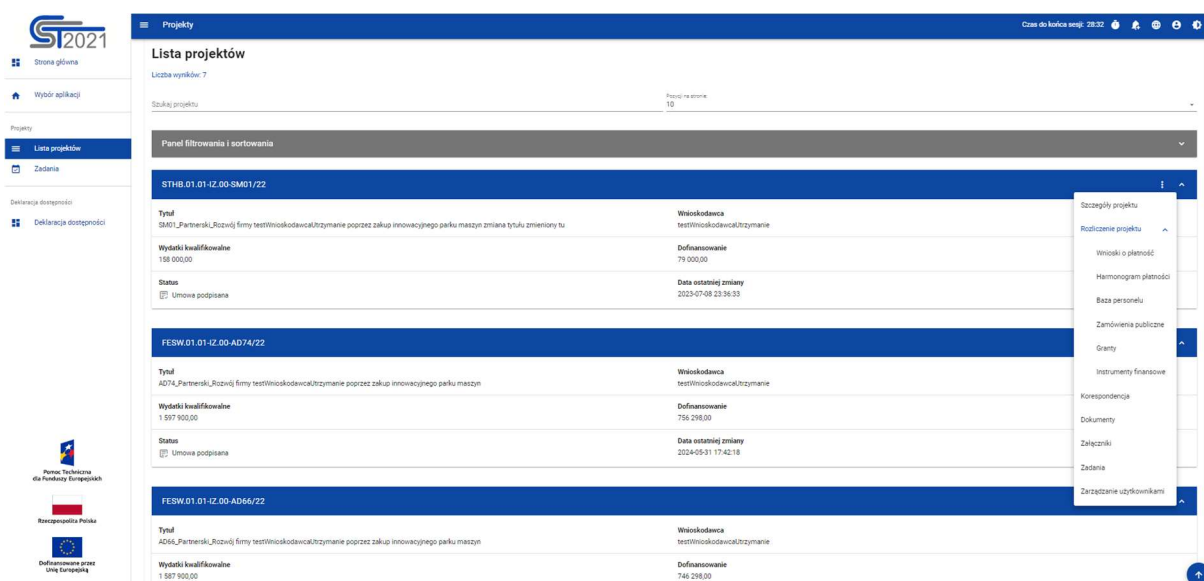 CST2021
Strona główna
Wybór aplikacji
Projekty
Lista projektów
Zadania
Deklaracja dostępności
Deklaracja dostępności
Pomoc Techniczna
dla Funduszy Europejskich
Rzeczpospolita Polska
Dofinansowane przez
Unię Europejską
Projekty
Czas do końca sesji: 28:32
Lista projektów
Liczba wyników: 7
Szukaj projektu
Pozycji na stronie:
10
Panel filtrowania i sortowania
STHB.01.01-IZ.00-SM01/22
Tytuł
SM01_Partnerski_Rozwój firmy testWnioskodawcaUtrzymanie poprzez zakup innowacyjnego parku maszyn zmiana tytułu zmieniony tu
Wnioskodawca
testWnioskodawcaUtrzymanie
Wydatki kwalifikowalne
158 000,00
Dofinansowanie
79 000,00
Status
Umowa podpisana
Data ostatniej zmiany
2023-07-08 23:36:33
FESW.01.01-IZ.00-AD74/22
Tytuł
AD74_Partnerski_Rozwój firmy testWnioskodawcaUtrzymanie poprzez zakup innowacyjnego parku maszyn
Wnioskodawca
testWnioskodawcaUtrzymanie
Wydatki kwalifikowalne
1 597 900,00
Dofinansowanie
756 298,00
Status
Umowa podpisana
Data ostatniej zmiany
2024-05-31 17:42:18
FESW.01.01-IZ.00-AD66/22
Tytuł
AD66_Partnerski_Rozwój firmy testWnioskodawcaUtrzymanie poprzez zakup innowacyjnego parku maszyn
Wnioskodawca
testWnioskodawcaUtrzymanie
Wydatki kwalifikowalne
1 587 900,00
Dofinansowanie
746 298,00
Szczegóły projektu
Rozliczenie projektu
Wnioski o płatność
Harmonogram płatności
Baza personelu
Zamówienia publiczne
Granty
Instrumenty finansowe
Korespondencja
Dokumenty
Załączniki
Zadania
Zarządzanie użytkownikami